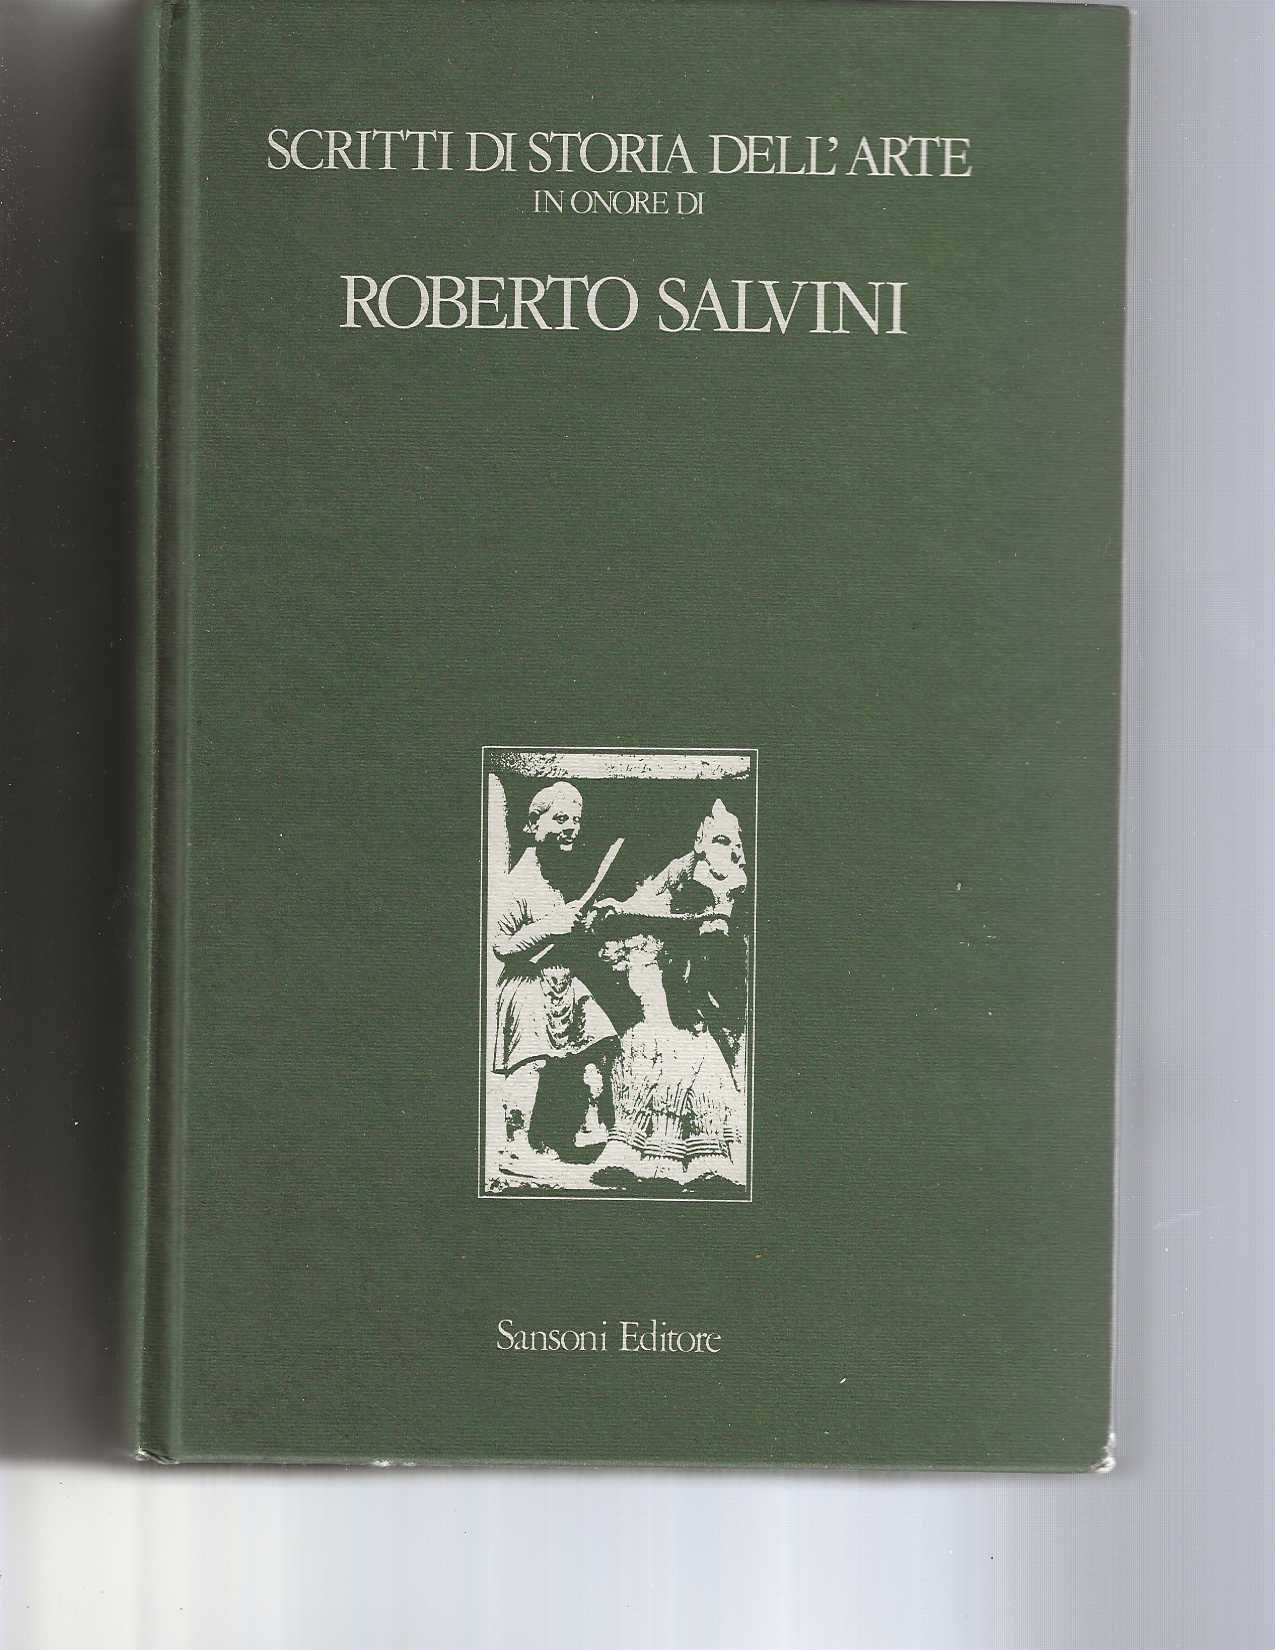 SCRITTI DI STORIA DELL'ARTE
IN ONORE DI
ROBERTO SALVINI
Sansoni Editore